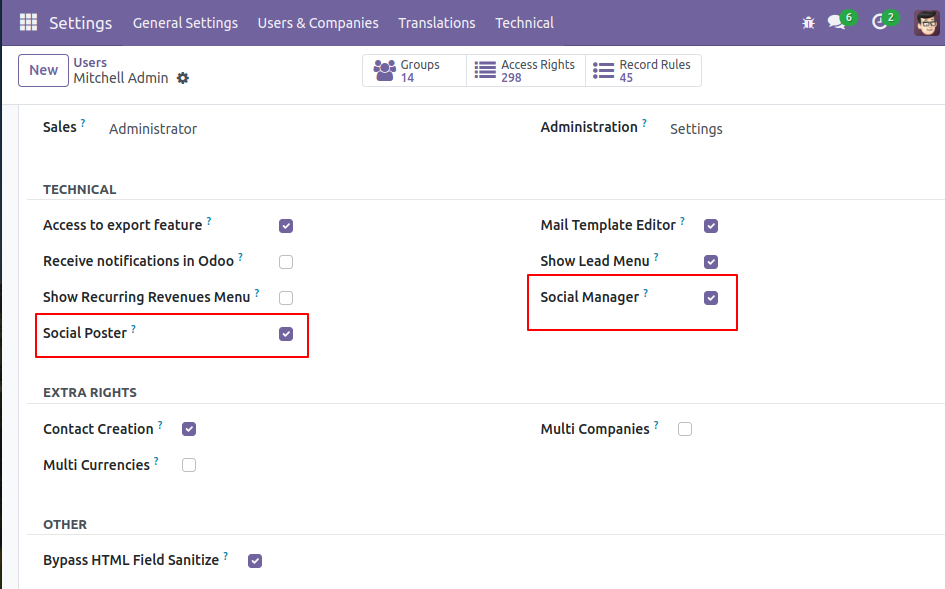 Settings General Settings Users & Companies Translations Technical 6 2
New Users Groups Access Rights Record Rules
Mitchell Admin 14 298 45
Sales ? Administrator Administration ? Settings
TECHNICAL
Access to export feature ? Mail Template Editor ?
Receive notifications in Odoo ? Show Lead Menu ?
Show Recurring Revenues Menu ? Social Manager ?
Social Poster ?
EXTRA RIGHTS
Contact Creation ? Multi Companies ?
Multi Currencies ?
OTHER
Bypass HTML Field Sanitize ?